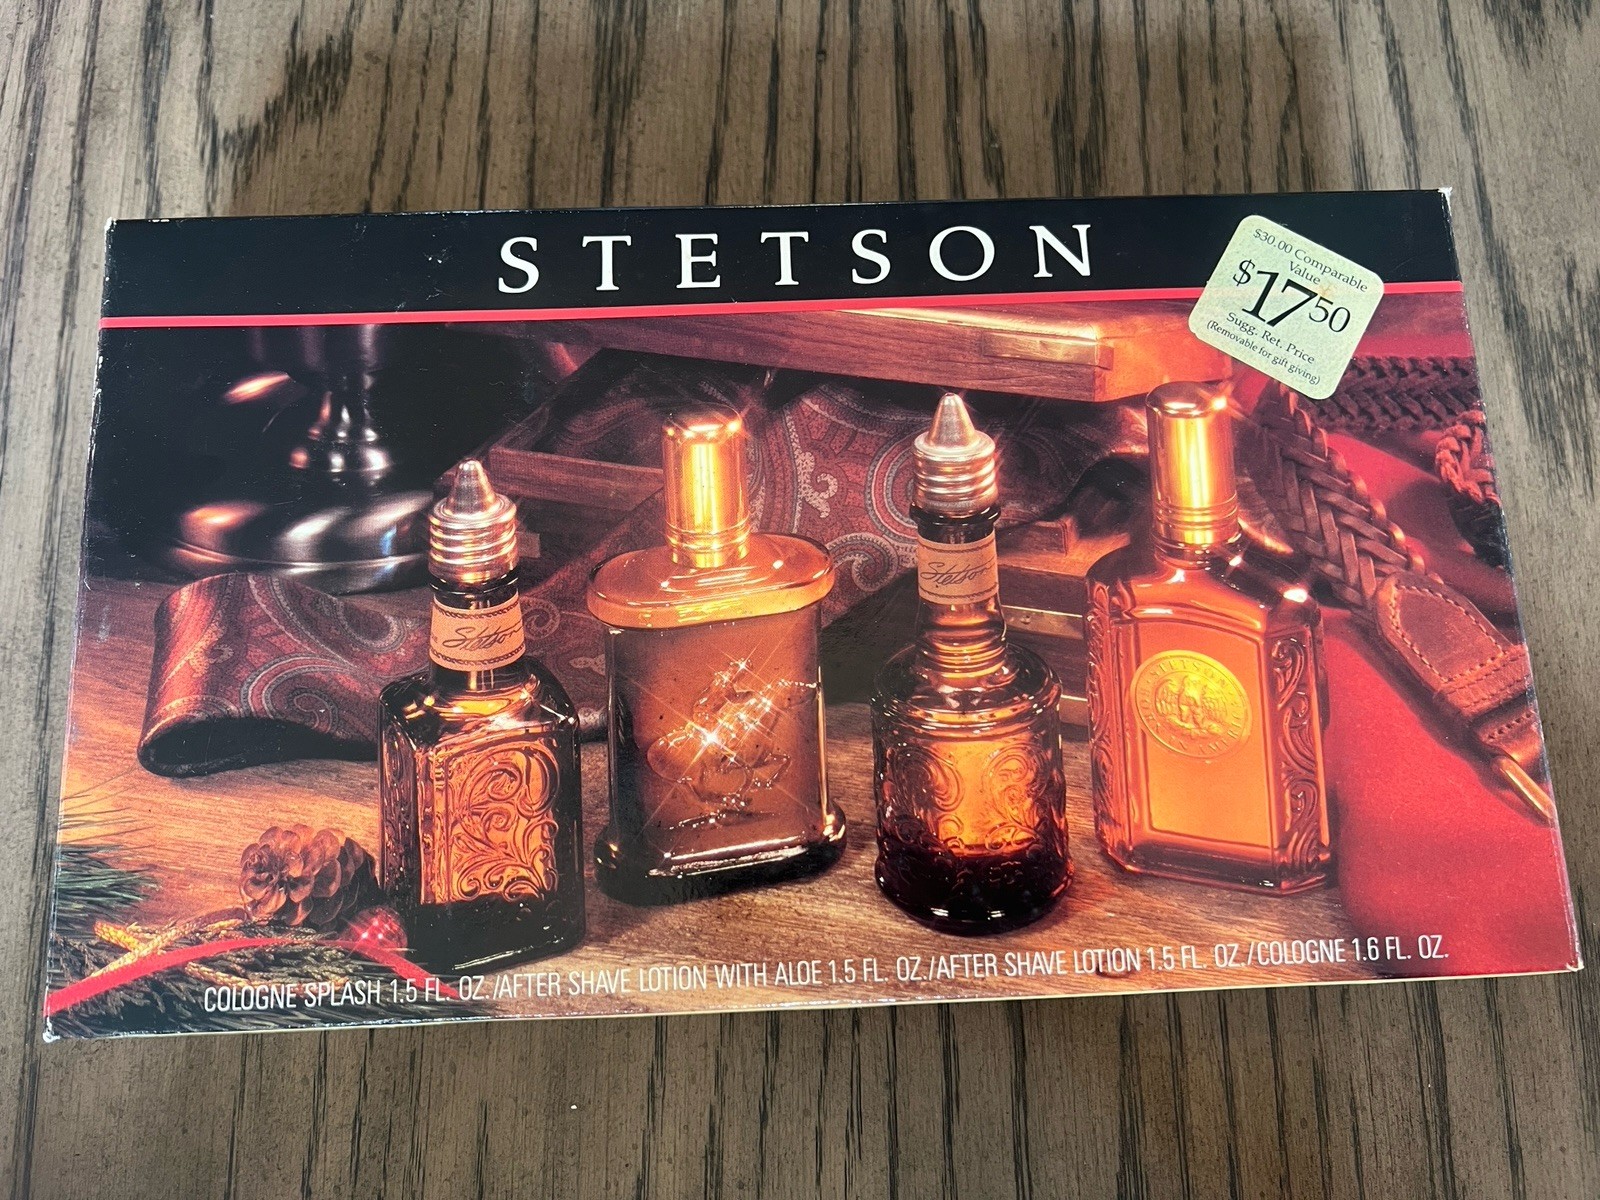 STETSON
$30.00 Comparable
Value
$17.50
Sugg. Ret. Price
(Removable for gift giving)
Stetson
Stetson
STETSON
AMERICAN
COLOGNE SPLASH 1.5 FL. OZ./AFTER SHAVE LOTION WITH ALOE 1.5 FL. OZ./AFTER SHAVE LOTION 1.5 FL. OZ./COLOGNE 1.6 FL. OZ.